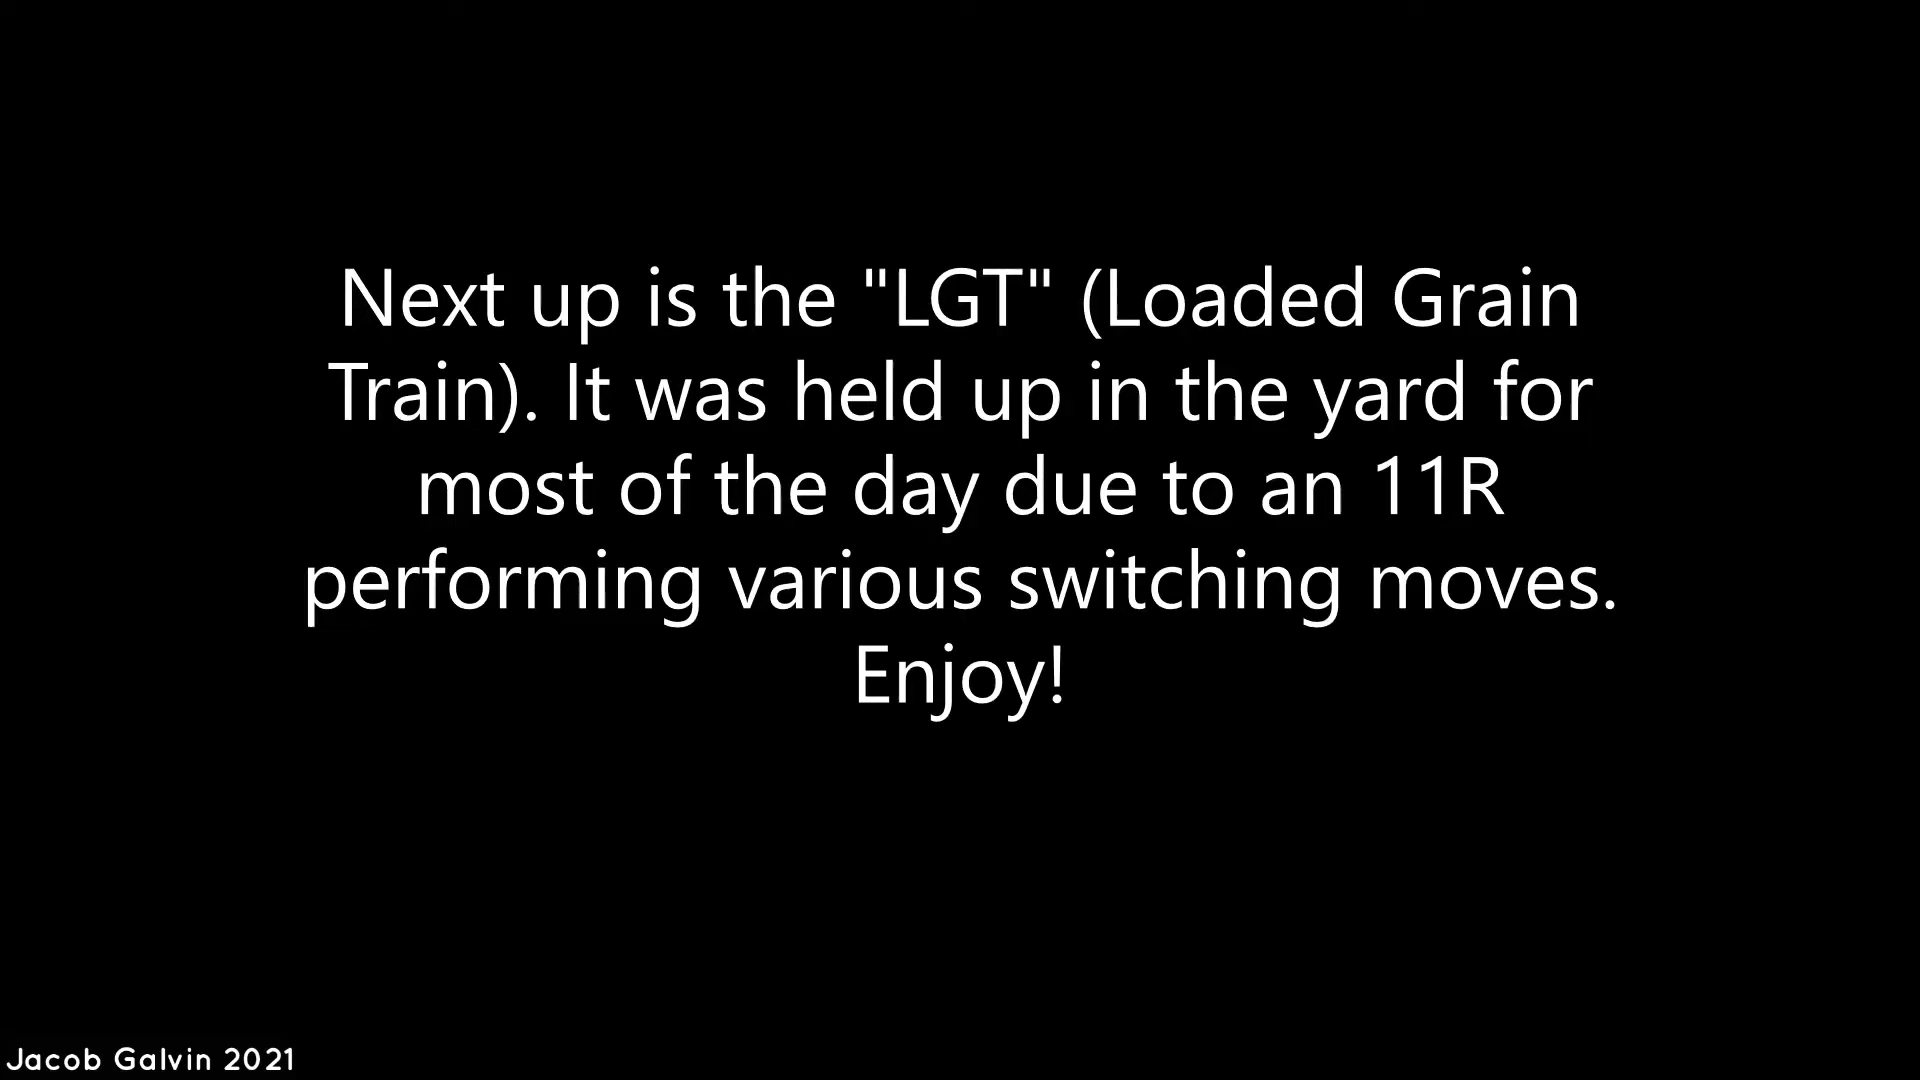 Next up is the "LGT" (Loaded Grain
Train). It was held up in the yard for
most of the day due to an 11R
performing various switching moves.
Enjoy!
Jacob Galvin 2021